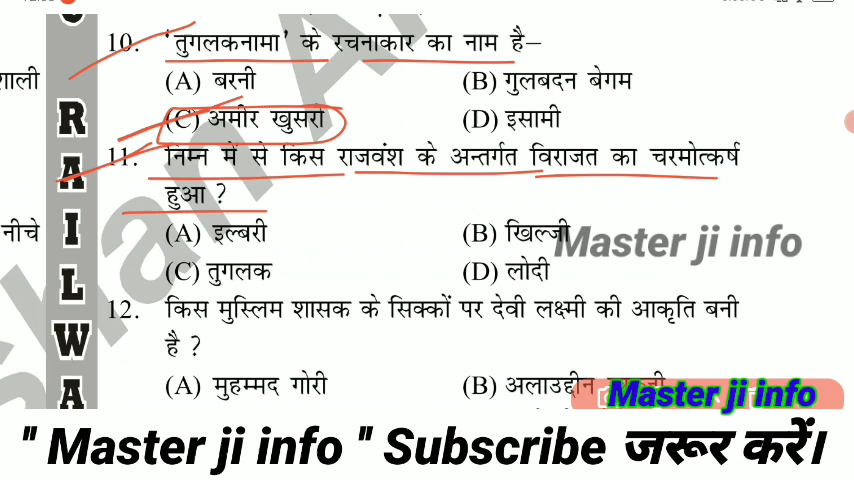 10. 'तुगलकनामा' के रचनाकार का नाम है–
शाली
(A) बरनी (B) गुलबदन बेगम
(C) अमीर खुसरो (D) इसामी
11. निम्न में से किस राजवंश के अन्तर्गत विराजत का चरमोत्कर्ष
हुआ ?
नीचे
(A) इल्बरी (B) खिल्जी
Master ji info
(C) तुगलक (D) लोदी
12. किस मुस्लिम शासक के सिक्कों पर देवी लक्ष्मी की आकृति बनी
है ?
(A) मुहम्मद गोरी (B) अलाउद्दीन
Master ji info
R
A
I
L
W
A
" Master ji info " Subscribe जरूर करें।